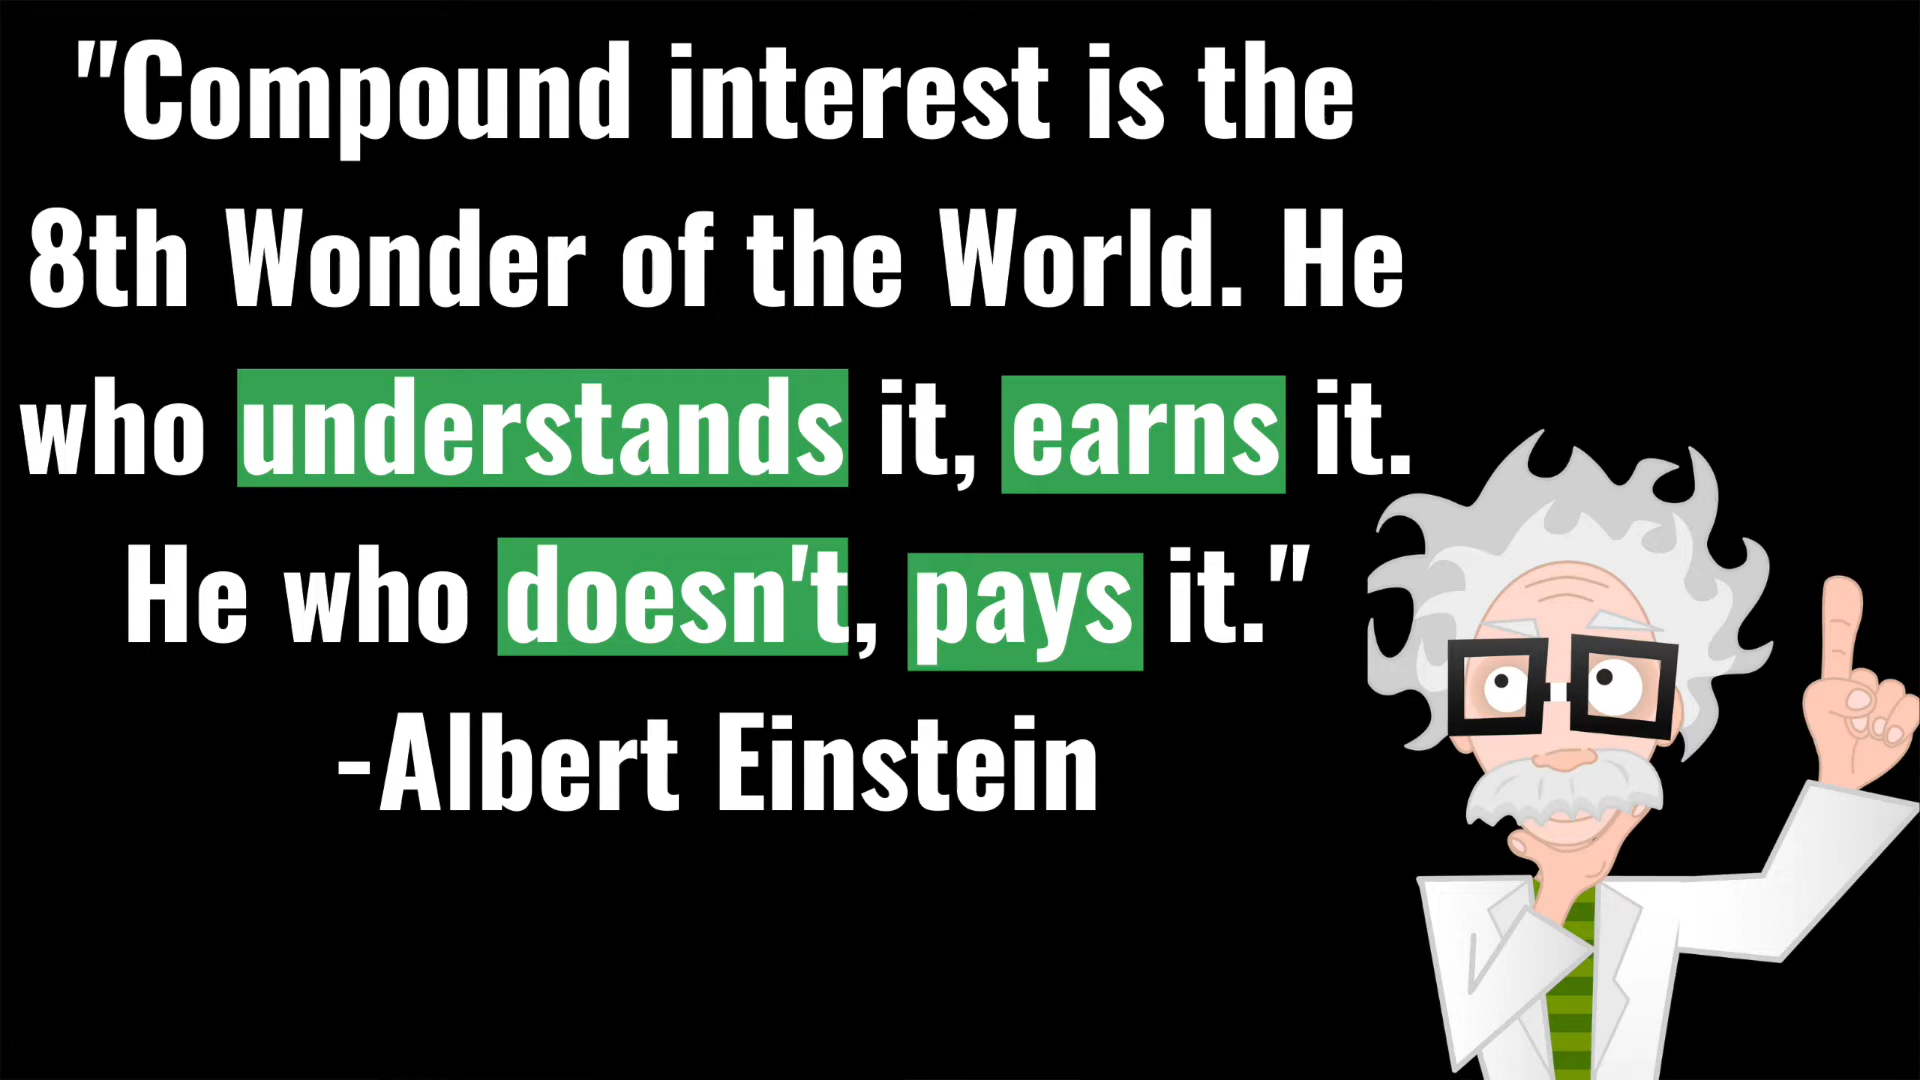 "Compound interest is the
8th Wonder of the World. He
who understands it, earns it.
He who doesn't, pays it."
-Albert Einstein